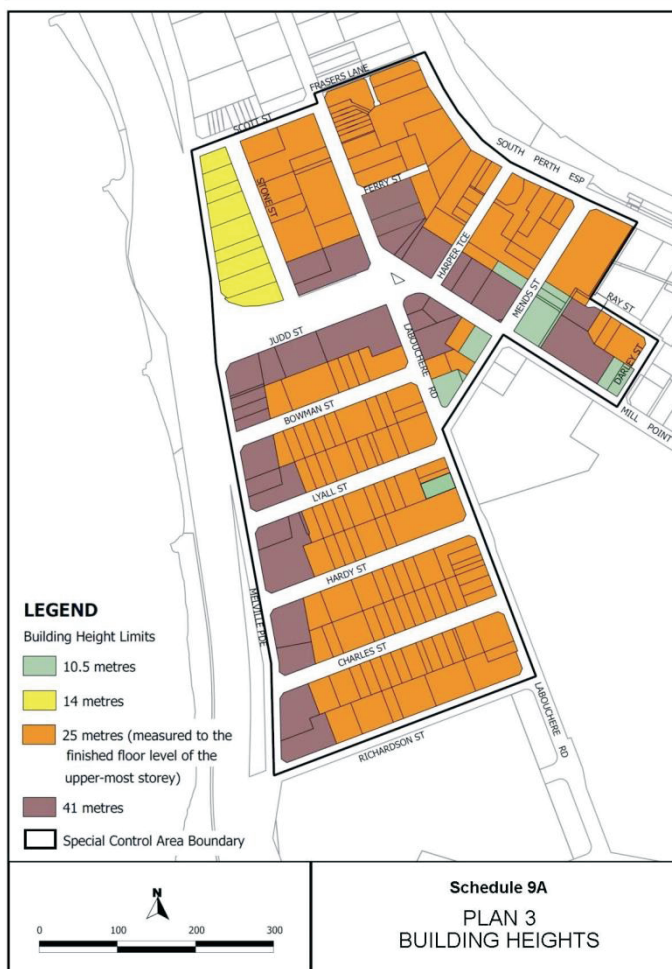 FRASERS LANE
SCOTT ST
SOUTH PERTH ESP
STONE ST
FERRY ST
HARPER TCE
MENDS ST
RAY ST
JUDD ST
LABOUCHERE RD
DARLEY ST
MILL POINT
BOWMAN ST
LYALL ST
HARDY ST
MELVILLE PDE
CHARLES ST
LABOUCHERE RD
RICHARDSON ST
LEGEND
Building Height Limits
10.5 metres
14 metres
25 metres (measured to the
finished floor level of the
upper-most storey)
41 metres
Special Control Area Boundary
N
0 100 200 300
Schedule 9A
PLAN 3
BUILDING HEIGHTS